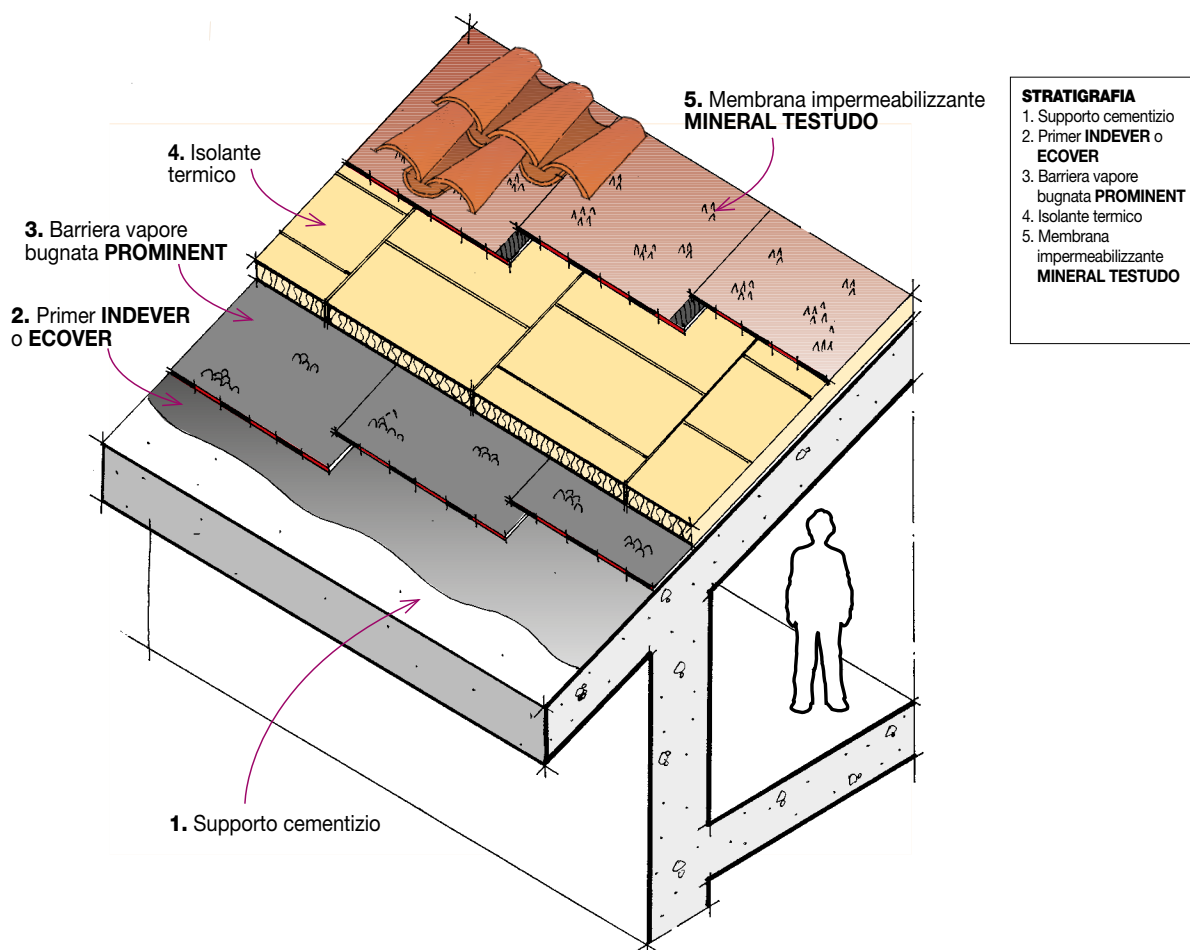 5. Membrana impermeabilizzante
MINERAL TESTUDO
4. Isolante
termico
3. Barriera vapore
bugnata PROMINENT
2. Primer INDEVER
o ECOVER
1. Supporto cementizio
STRATIGRAFIA
1. Supporto cementizio
2. Primer INDEVER o
ECOVER
3. Barriera vapore
bugnata PROMINENT
4. Isolante termico
5. Membrana
impermeabilizzante
MINERAL TESTUDO